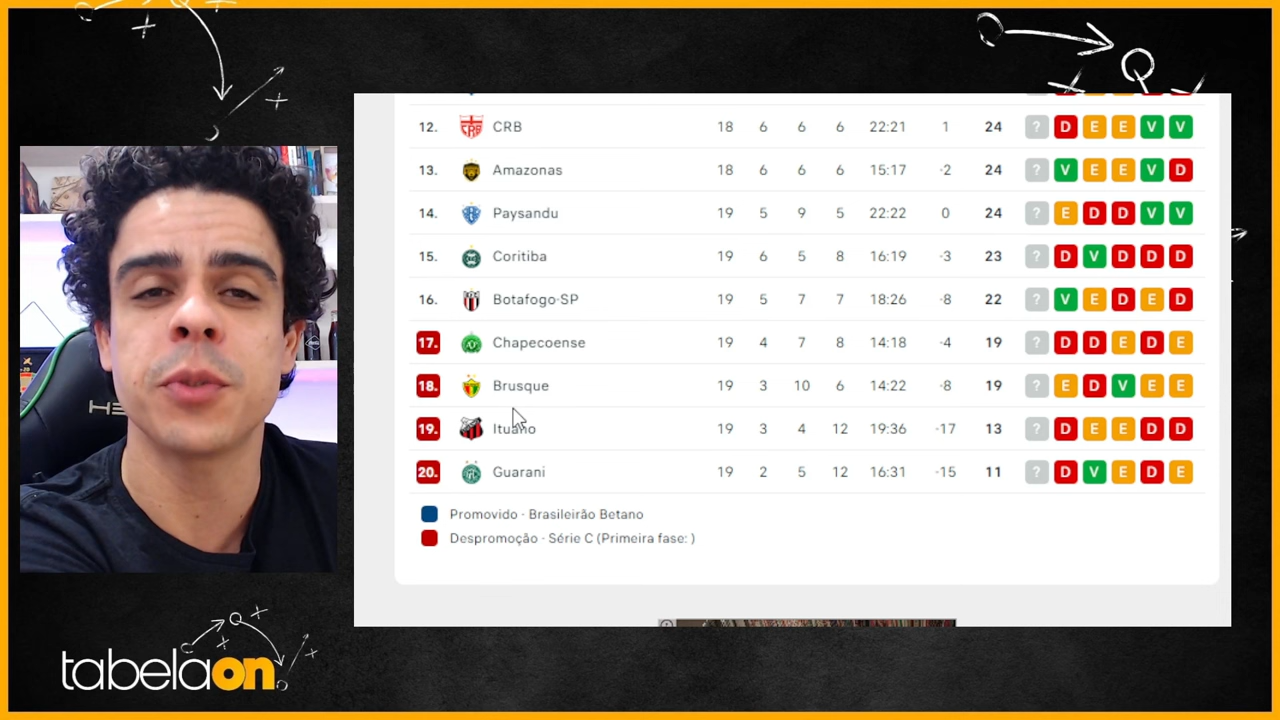 12. CRB 18 6 6 6 22:21 1 24 ? D E E V V
13. Amazonas 18 6 6 6 15:17 -2 24 ? V E E V D
14. Paysandu 19 5 9 5 22:22 0 24 ? E D D V V
15. Coritiba 19 6 5 8 16:19 -3 23 ? D V D D D
16. Botafogo-SP 19 5 7 7 18:26 -8 22 ? V E D E D
17. Chapecoense 19 4 7 8 14:18 -4 19 ? D D E D E
18. Brusque 19 3 10 6 14:22 -8 19 ? E D V E E
19. Ituano 19 3 4 12 19:36 -17 13 ? D E E D D
20. Guarani 19 2 5 12 16:31 -15 11 ? D V E D E
Promovido - Brasileirão Betano
Despromoção - Série C (Primeira fase: )
tabelaon